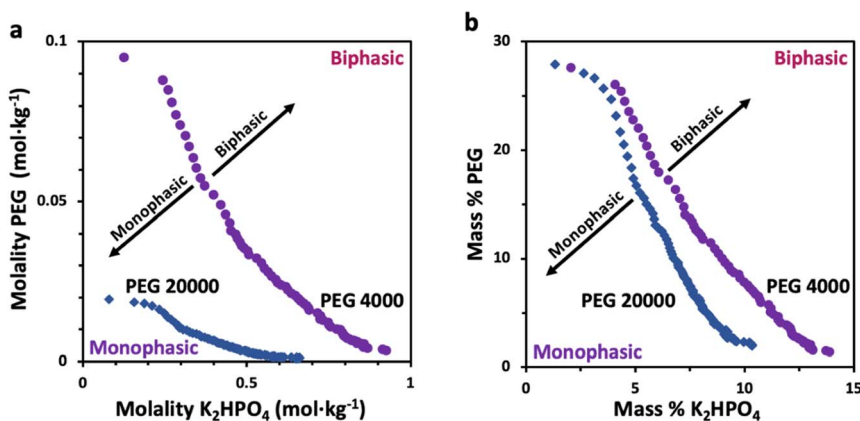 a
0.1
0.05
0
Molality PEG (mol·kg⁻¹)
Biphasic
Biphasic
Monophasic
PEG 20000
PEG 4000
Monophasic
0
0.5
1
Molality K₂HPO₄ (mol·kg⁻¹)
b
30
20
10
0
Mass % PEG
Biphasic
Biphasic
Monophasic
PEG 20000
PEG 4000
Monophasic
0
5
10
15
Mass % K₂HPO₄